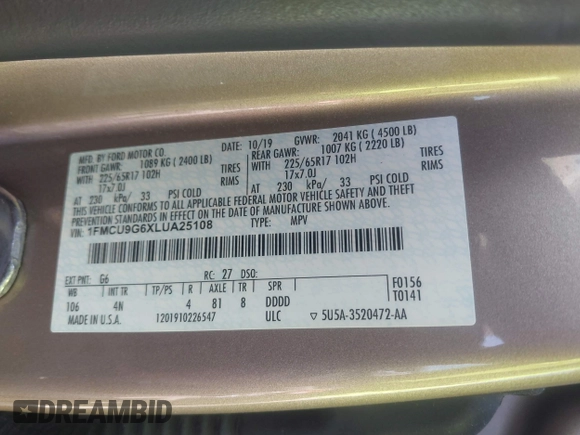 MFD. BY FORD MOTOR CO. DATE: 10/19 GVWR: 2041 KG ( 4500 LB)
FRONT GAWR: 1089 KG ( 2400 LB) REAR GAWR: 1007 KG ( 2220 LB)
WITH 225/65R17 102H TIRES WITH 225/65R17 102H TIRES
17x7.0J RIMS 17x7.0J RIMS
AT 230 kPa/ 33 PSI COLD AT 230 kPa/ 33 PSI COLD
THIS VEHICLE CONFORMS TO ALL APPLICABLE FEDERAL MOTOR VEHICLE SAFETY, BUMPER, AND THEFT
PREVENTION STANDARDS IN EFFECT ON THE DATE OF MANUFACTURE SHOWN ABOVE.
VIN: 1FMCU9G6XLUA25108 TYPE: MPV
EXT PNT: G6 RC: 27 DSO: F0156
WB INT TR TP/PS R AXLE TR SPR T0141
106 4N 4 81 8 DDDD
MADE IN U.S.A. 1201910226547 ULC ▽ 5U5A-3520472-AA
DREAMBID